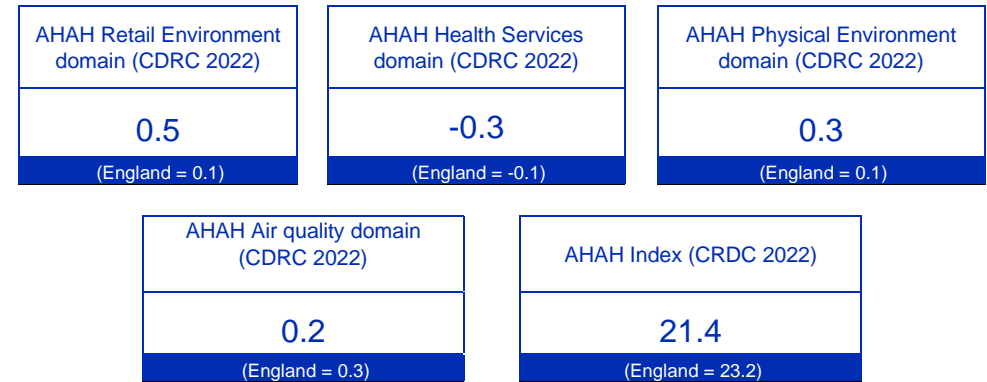 AHAH Retail Environment
domain (CDRC 2022)
0.5
(England = 0.1)
AHAH Health Services
domain (CDRC 2022)
-0.3
(England = -0.1)
AHAH Physical Environment
domain (CDRC 2022)
0.3
(England = 0.1)
AHAH Air quality domain
(CDRC 2022)
0.2
(England = 0.3)
AHAH Index (CRDC 2022)
21.4
(England = 23.2)